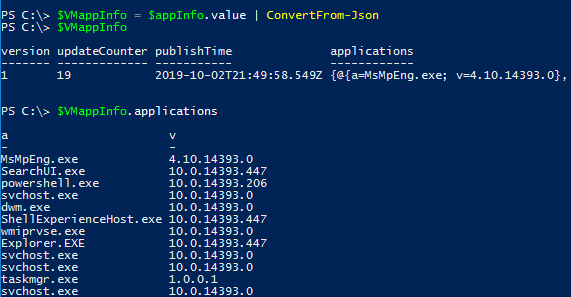 PS C:\> $VMappInfo = $appInfo.value | ConvertFrom-Json
PS C:\> $VMappInfo
version updateCounter publishTime applications
------- ------------- ----------- ------------
1 19 2019-10-02T21:49:58.549Z {@{a=MsMpEng.exe; v=4.10.14393.0},
PS C:\> $VMappInfo.applications
a v
- -
MsMpEng.exe 4.10.14393.0
SearchUI.exe 10.0.14393.447
powershell.exe 10.0.14393.206
svchost.exe 10.0.14393.0
dwm.exe 10.0.14393.0
ShellExperienceHost.exe 10.0.14393.447
wmiprvse.exe 10.0.14393.0
Explorer.EXE 10.0.14393.447
svchost.exe 10.0.14393.0
svchost.exe 10.0.14393.0
taskmgr.exe 1.0.0.1
svchost.exe 10.0.14393.0